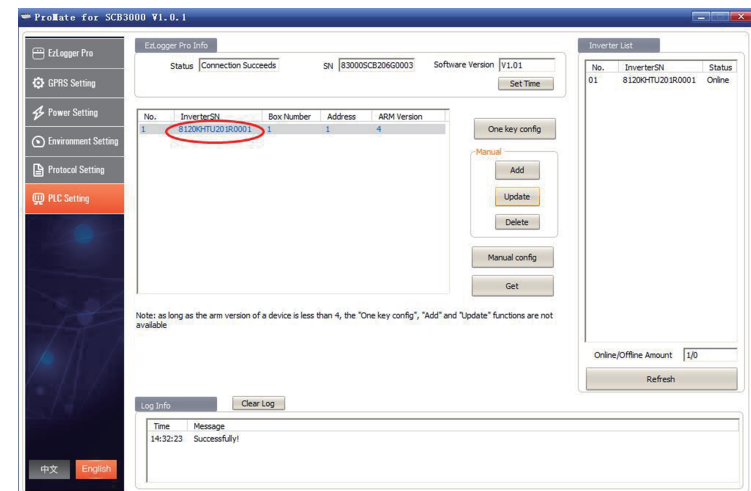 ProMate for SCB3000 V1.0.1
EzLogger Pro
GPRS Setting
Power Setting
Environment Setting
Protocol Setting
PLC Setting
中文 English
EzLogger Pro Info
Status Connection Succeeds SN 83000SCB206G0003 Software Version V1.01
Set Time
No. InverterSN Box Number Address ARM Version
1 8120KHTU201R0001 1 1 4
One key config
Manual
Add
Update
Delete
Manual config
Get
Note: as long as the arm version of a device is less than 4, the "One key config", "Add" and "Update" functions are not
available
Inverter List
No. InverterSN Status
01 8120KHTU201R0001 Online
Online/Offline Amount 1/0
Refresh
Log Info Clear Log
Time Message
14:32:23 Successfully!